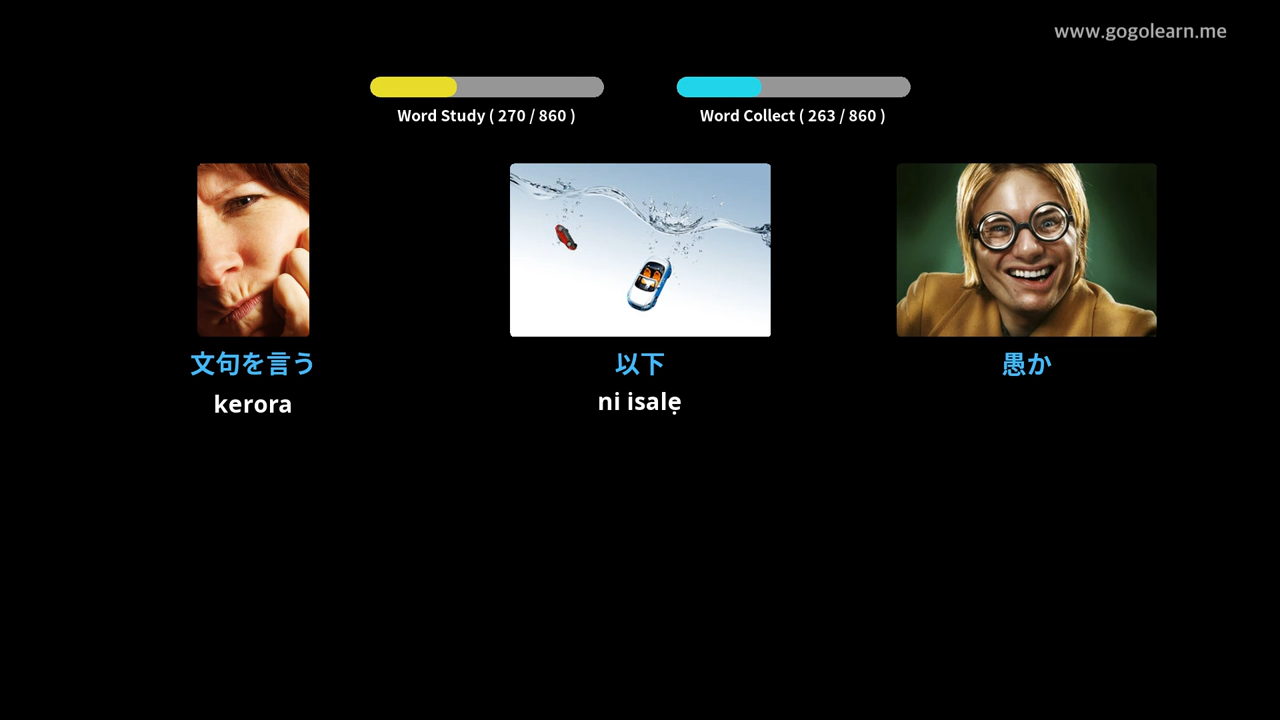 www.gogolearn.me
Word Study ( 270 / 860 )
Word Collect ( 263 / 860 )
文句を言う
kerora
以下
ni isalẹ
愚か